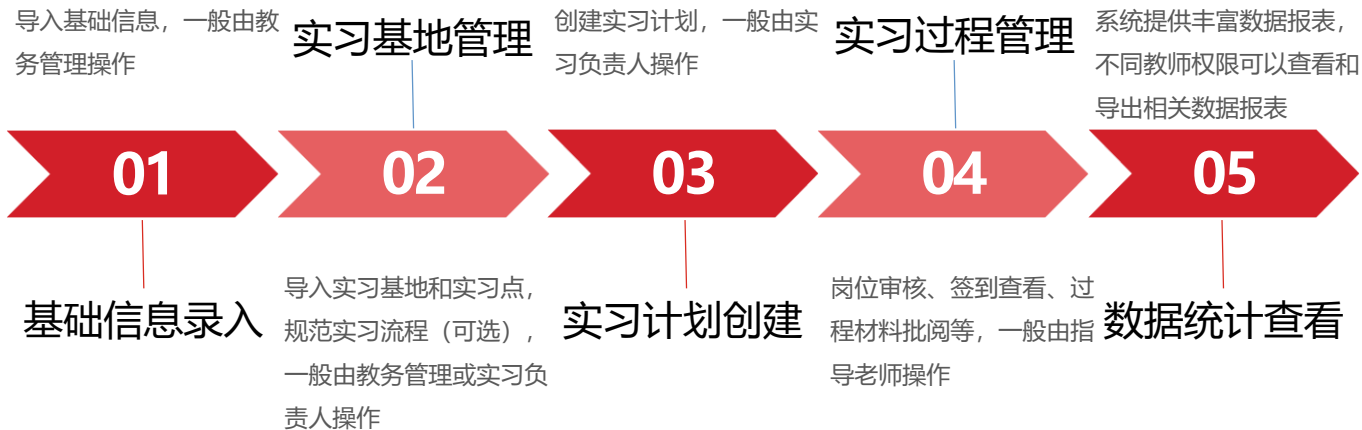 导入基础信息，一般由教
务管理操作
01
基础信息录入
实习基地管理
02
导入实习基地和实习点，
规范实习流程（可选），
一般由教务管理或实习负
责人操作
创建实习计划，一般由实
习负责人操作
03
实习计划创建
实习过程管理
04
岗位审核、签到查看、过
程材料批阅等，一般由指
导老师操作
系统提供丰富数据报表，
不同教师权限可以查看和
导出相关数据报表
05
数据统计查看